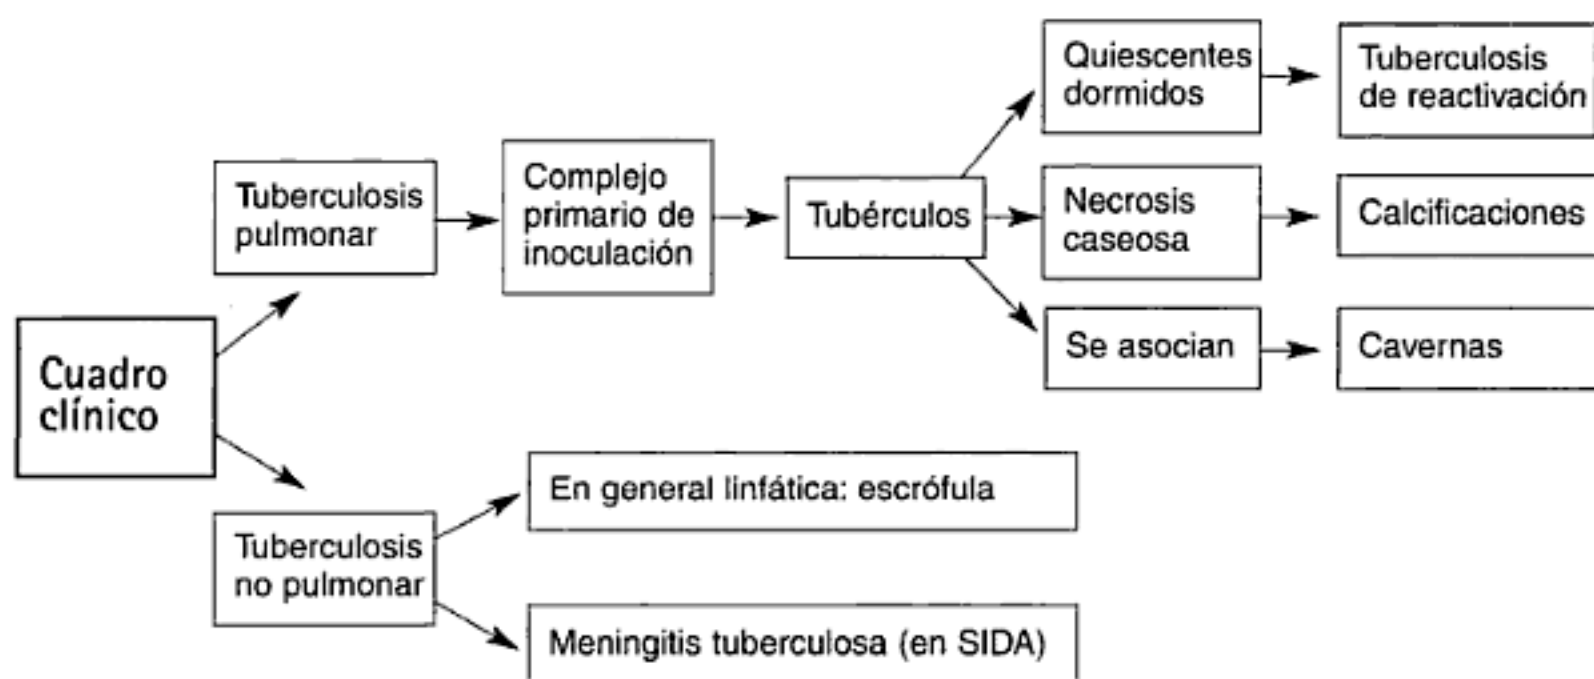 Cuadro
clínico
Tuberculosis
pulmonar
Complejo
primario de
inoculación
Tubérculos
Quiescentes
dormidos
Tuberculosis
de reactivación
Necrosis
caseosa
Calcificaciones
Se asocian
Cavernas
Tuberculosis
no pulmonar
En general linfática: escrófula
Meningitis tuberculosa (en SIDA)